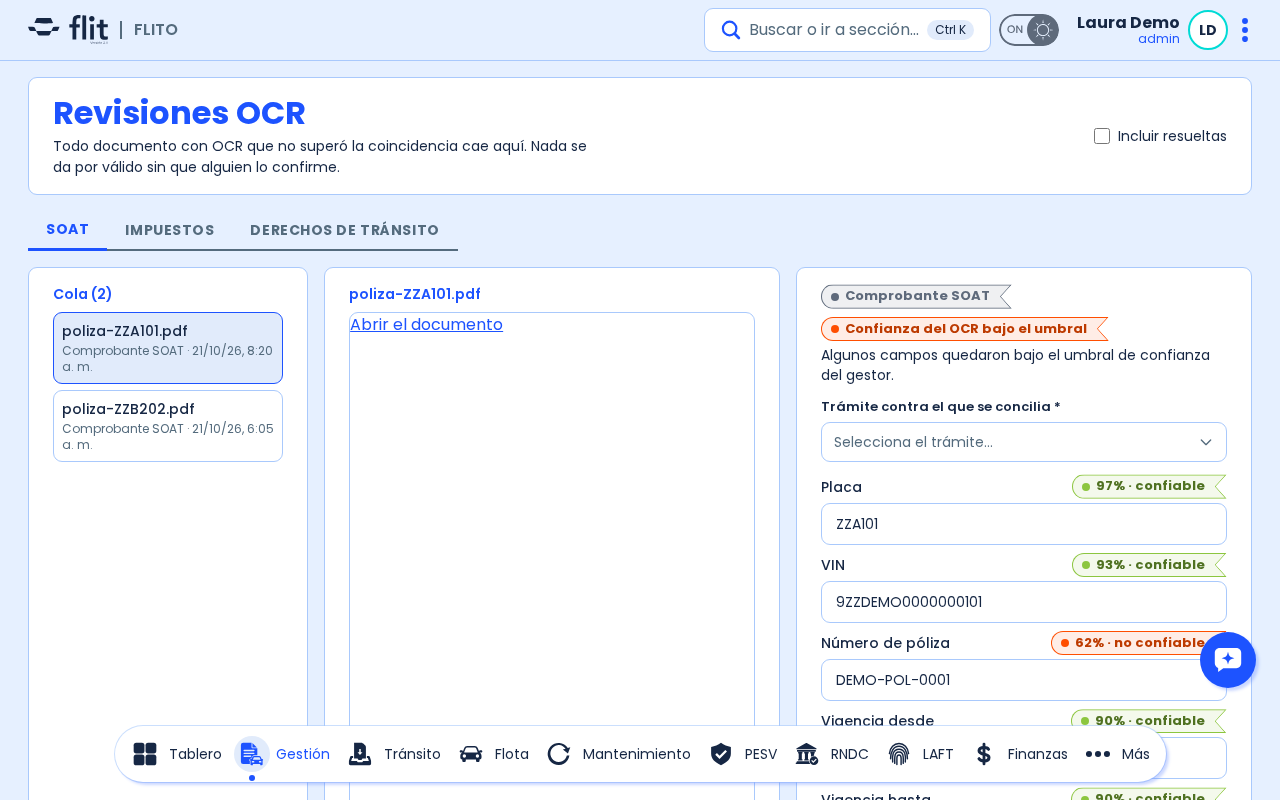 flit
FLITO
Buscar o ir a sección...
Ctrl K
ON
Laura Demo
admin
LD
Revisiones OCR
Todo documento con OCR que no superó la coincidencia cae aquí. Nada se
da por válido sin que alguien lo confirme.
Incluir resueltas
SOAT
IMPUESTOS
DERECHOS DE TRÁNSITO
Cola (2)
poliza-ZZA101.pdf
Comprobante SOAT · 21/10/26, 8:20
a. m.
poliza-ZZB202.pdf
Comprobante SOAT · 21/10/26, 6:05
a. m.
poliza-ZZA101.pdf
Abrir el documento
Comprobante SOAT
Confianza del OCR bajo el umbral
Algunos campos quedaron bajo el umbral de confianza
del gestor.
Trámite contra el que se concilia *
Selecciona el trámite...
Placa
97% · confiable
ZZA101
VIN
93% · confiable
9ZZDEMO0000000101
Número de póliza
62% · no confiable
DEMO-POL-0001
Vigencia desde
90% · confiable
Tablero
Gestión
Tránsito
Flota
Mantenimiento
PESV
RNDC
LAFT
Finanzas
Más
Vigencia hasta
90% · confiable